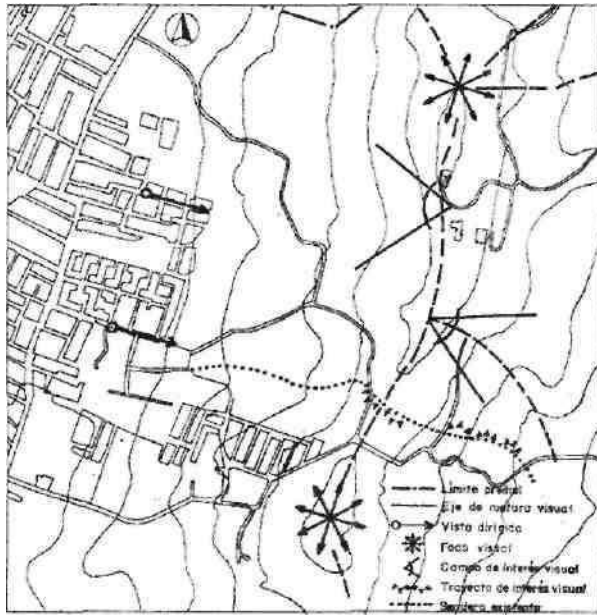 Límite predial
Eje de ruptura visual
Vista dirigida
Foco visual
Campo de interés visual
Trayecto de interés visual
Sendero existente